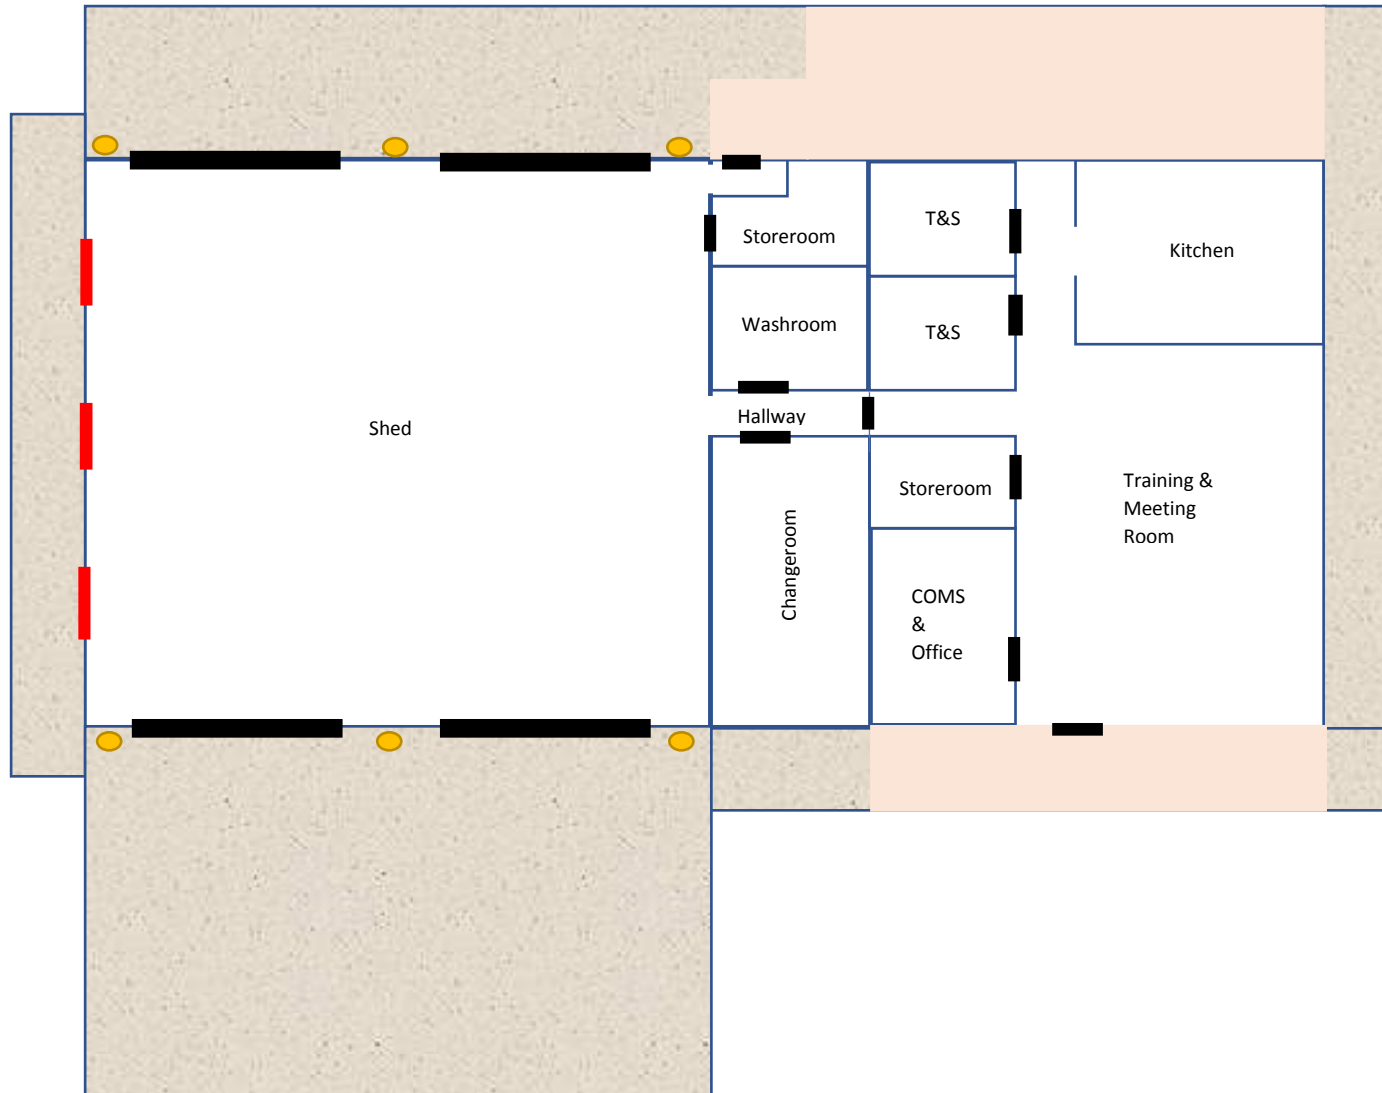 T&S
Storeroom
Kitchen
Washroom
T&S
Hallway
Shed
Storeroom
Training &
Meeting
Room
Changeroom
COMS
&
Office